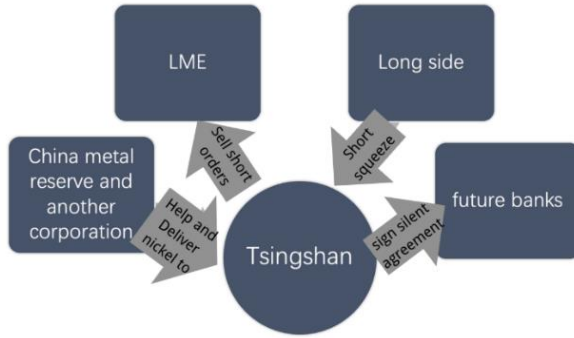 LME
Long side
Sell short
orders
Short
squeeze
China metal
reserve and
another
corporation
Help and
Deliver
nickel to
Tsingshan
sign silent
agreement
future banks